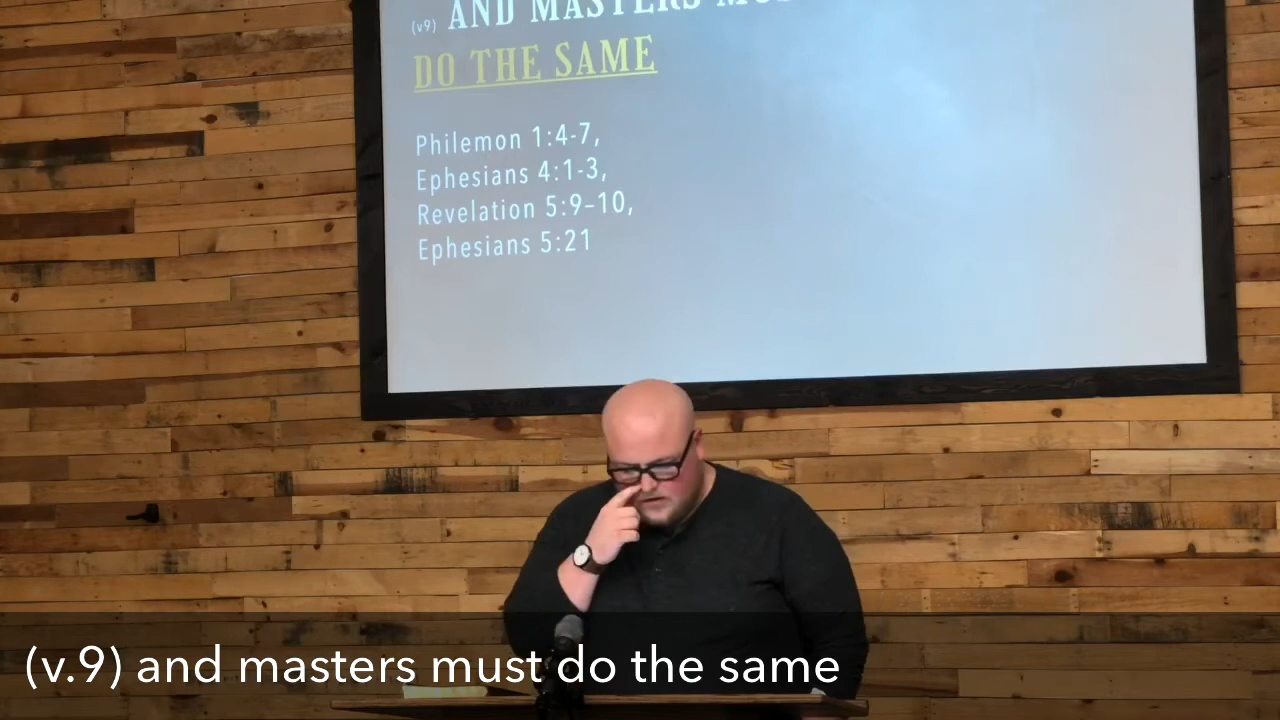 (v9) AND MASTERS
DO THE SAME
Philemon 1:4-7,
Ephesians 4:1-3,
Revelation 5:9–10,
Ephesians 5:21
(v.9) and masters must do the same